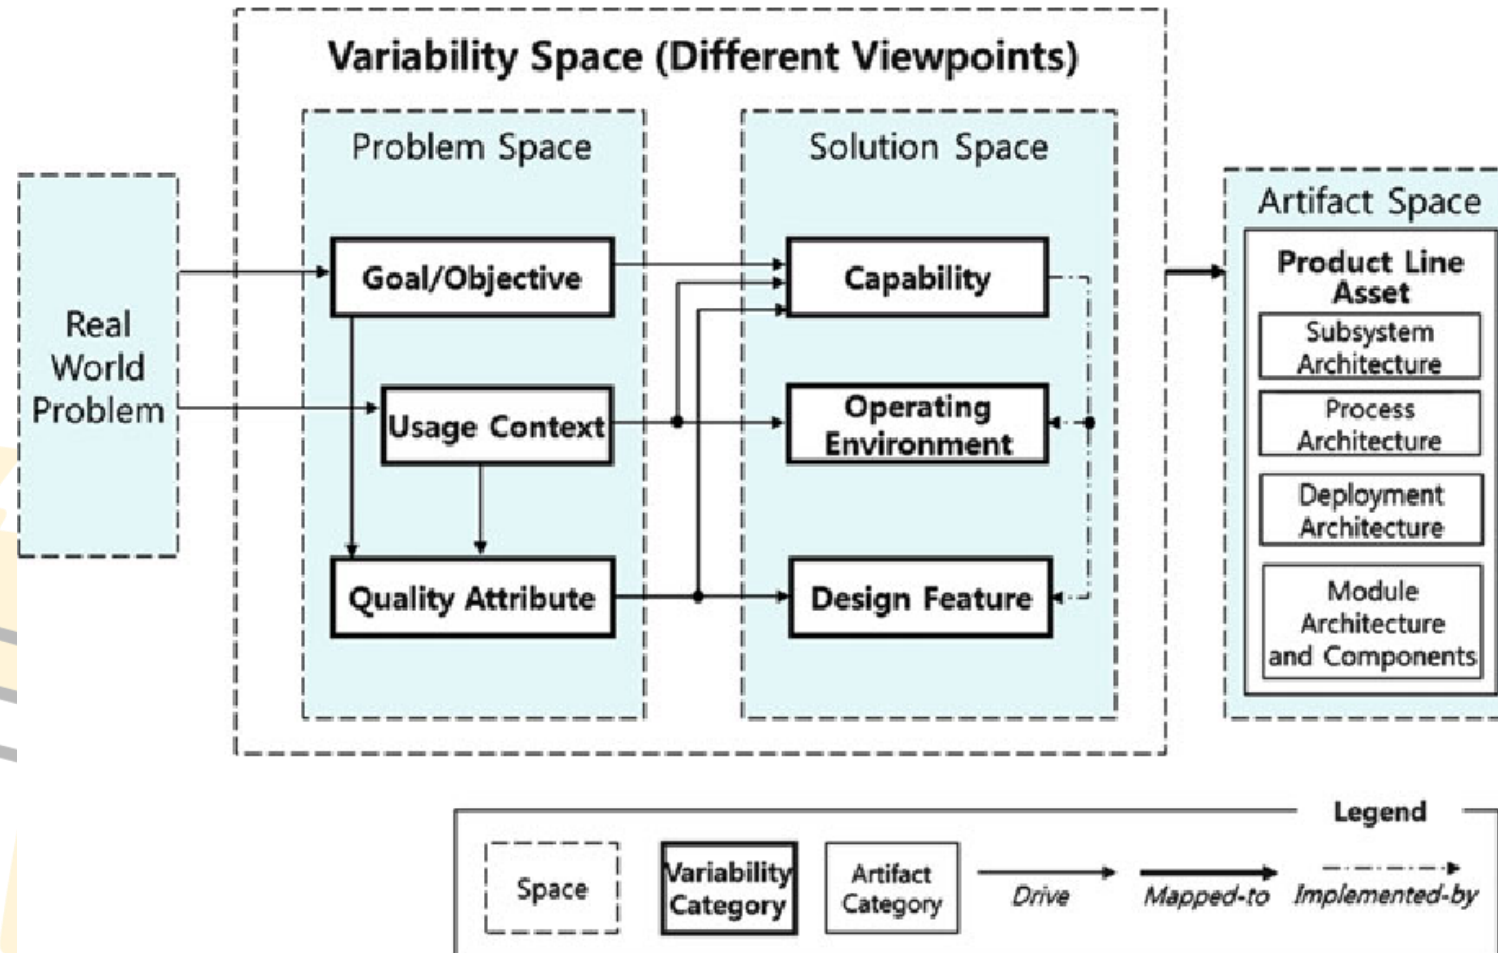 Variability Space (Different Viewpoints)
Problem Space
Solution Space
Artifact Space
Real
World
Problem
Goal/Objective
Usage Context
Quality Attribute
Capability
Operating
Environment
Design Feature
Product Line
Asset
Subsystem
Architecture
Process
Architecture
Deployment
Architecture
Module
Architecture
and Components
Legend
Space
Variability
Category
Artifact
Category
Drive
Mapped-to
Implemented-by